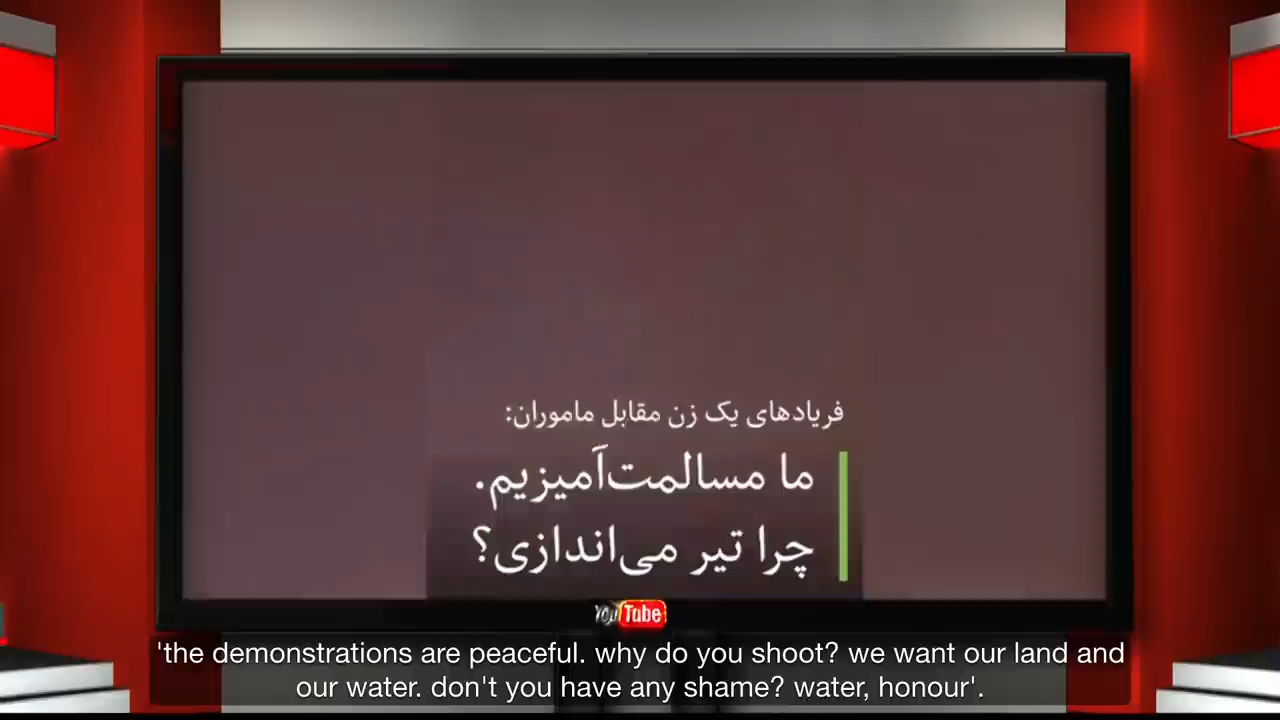 فریادهای یک زن مقابل ماموران:
ما مسالمت‌آمیزیم.
چرا تیر می‌اندازی؟
YouTube
'the demonstrations are peaceful. why do you shoot? we want our land and
our water. don't you have any shame? water, honour'.